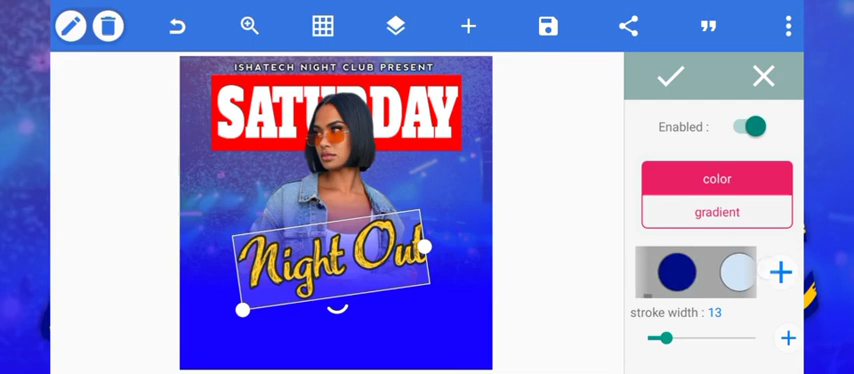 ISHATECH NIGHT CLUB PRESENT
SATURDAY
Night Out
Enabled :
color
gradient
stroke width : 13